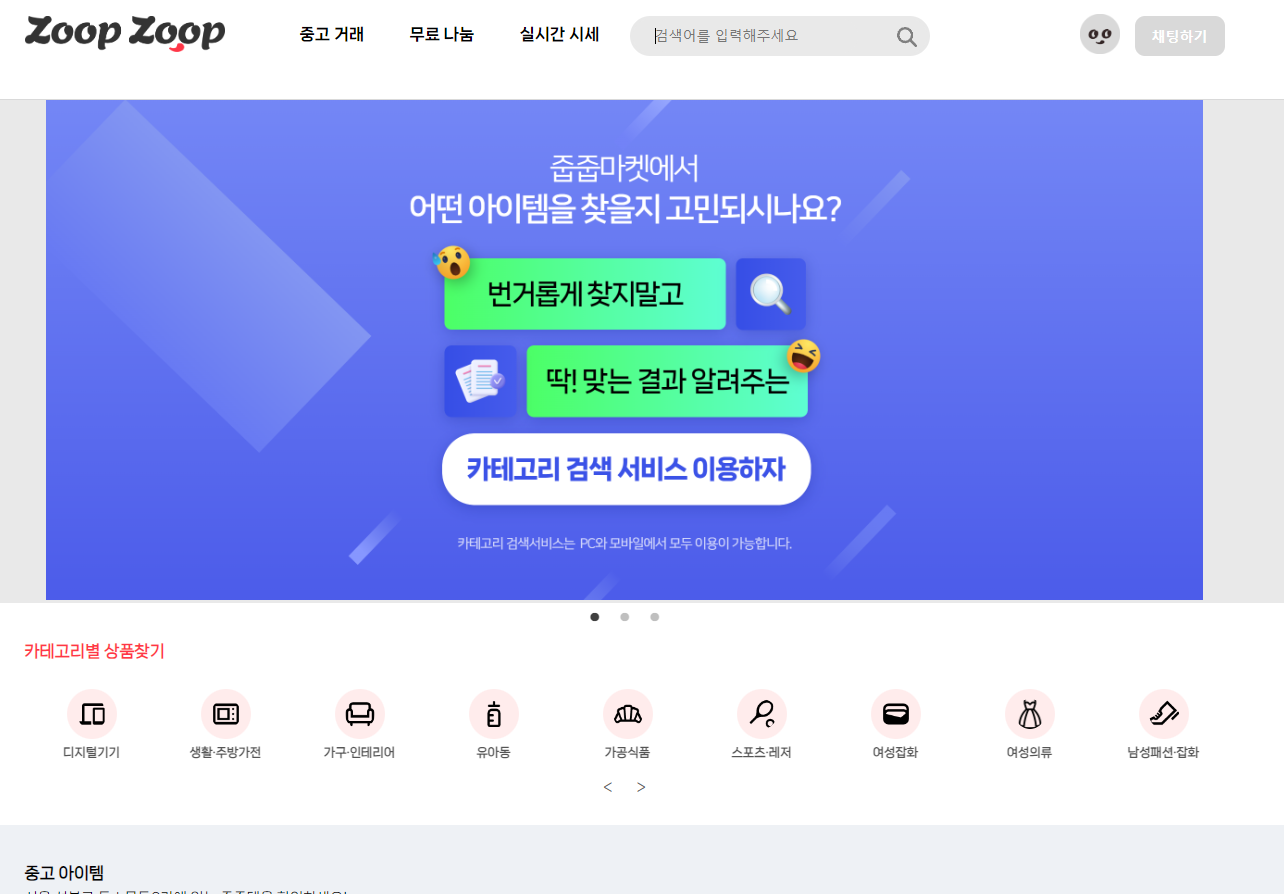 Zoop Zoop
중고 거래
무료 나눔
실시간 시세
검색어를 입력해주세요
채팅하기
줍줍마켓에서
어떤 아이템을 찾을지 고민되시나요?
번거롭게 찾지말고
딱! 맞는 결과 알려주는
카테고리 검색 서비스 이용하자
카테고리 검색서비스는 PC와 모바일에서 모두 이용이 가능합니다.
카테고리별 상품찾기
디지털기기
생활·주방가전
가구·인테리어
유아동
가공식품
스포츠·레저
여성잡화
여성의류
남성패션·잡화
< >
중고 아이템